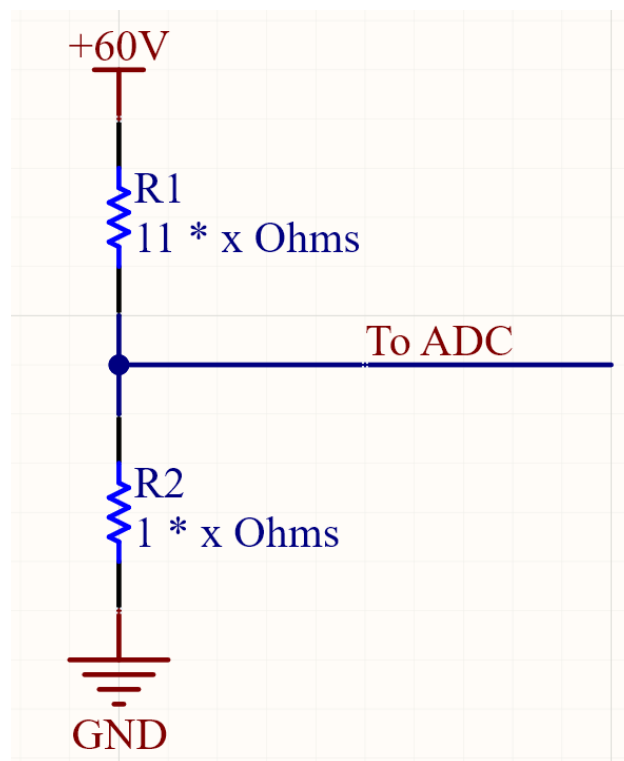 +60V
R1
11 * x Ohms
To ADC
R2
1 * x Ohms
GND